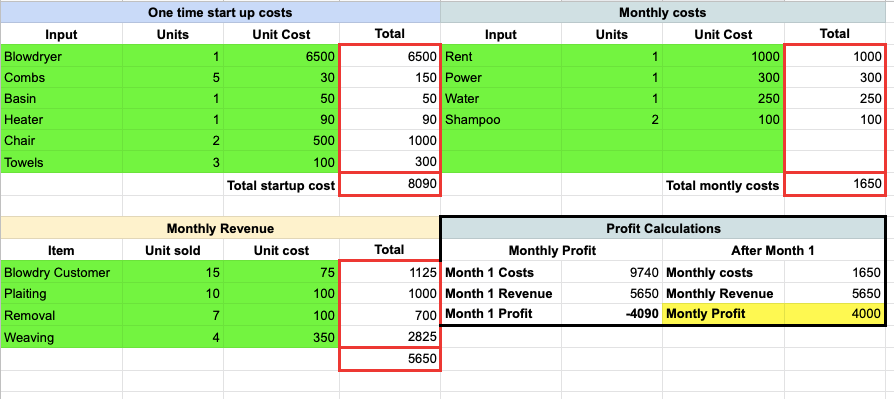 One time start up costs Monthly costs
Input Units Unit Cost Total Input Units Unit Cost Total
Blowdryer 1 6500 6500 Rent 1 1000 1000
Combs 5 30 150 Power 1 300 300
Basin 1 50 50 Water 1 250 250
Heater 1 90 90 Shampoo 2 100 100
Chair 2 500 1000
Towels 3 100 300
Total startup cost 8090 Total montly costs 1650
Monthly Revenue Profit Calculations
Item Unit sold Unit cost Total Monthly Profit After Month 1
Blowdry Customer 15 75 1125 Month 1 Costs 9740 Monthly costs 1650
Plaiting 10 100 1000 Month 1 Revenue 5650 Monthly Revenue 5650
Removal 7 100 700 Month 1 Profit -4090 Montly Profit 4000
Weaving 4 350 2825
5650